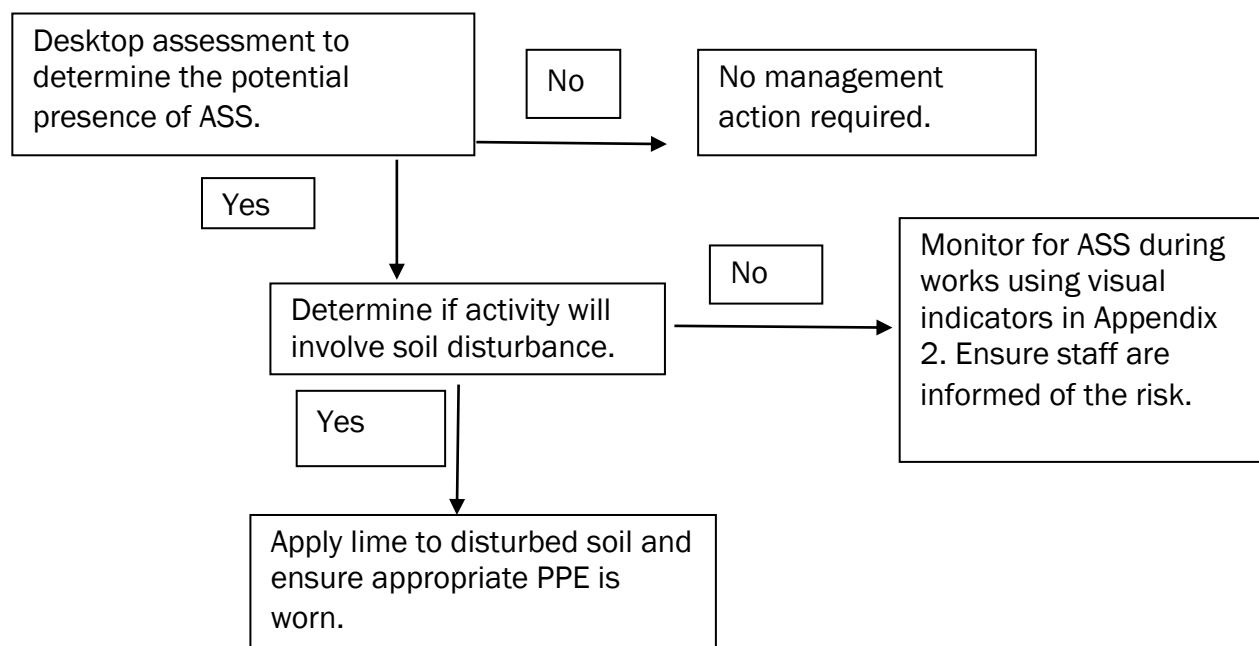 Desktop assessment to
determine the potential
presence of ASS.
No
No management
action required.
Yes
Determine if activity will
involve soil disturbance.
No
Monitor for ASS during
works using visual
indicators in Appendix
2. Ensure staff are
informed of the risk.
Yes
Apply lime to disturbed soil and
ensure appropriate PPE is
worn.